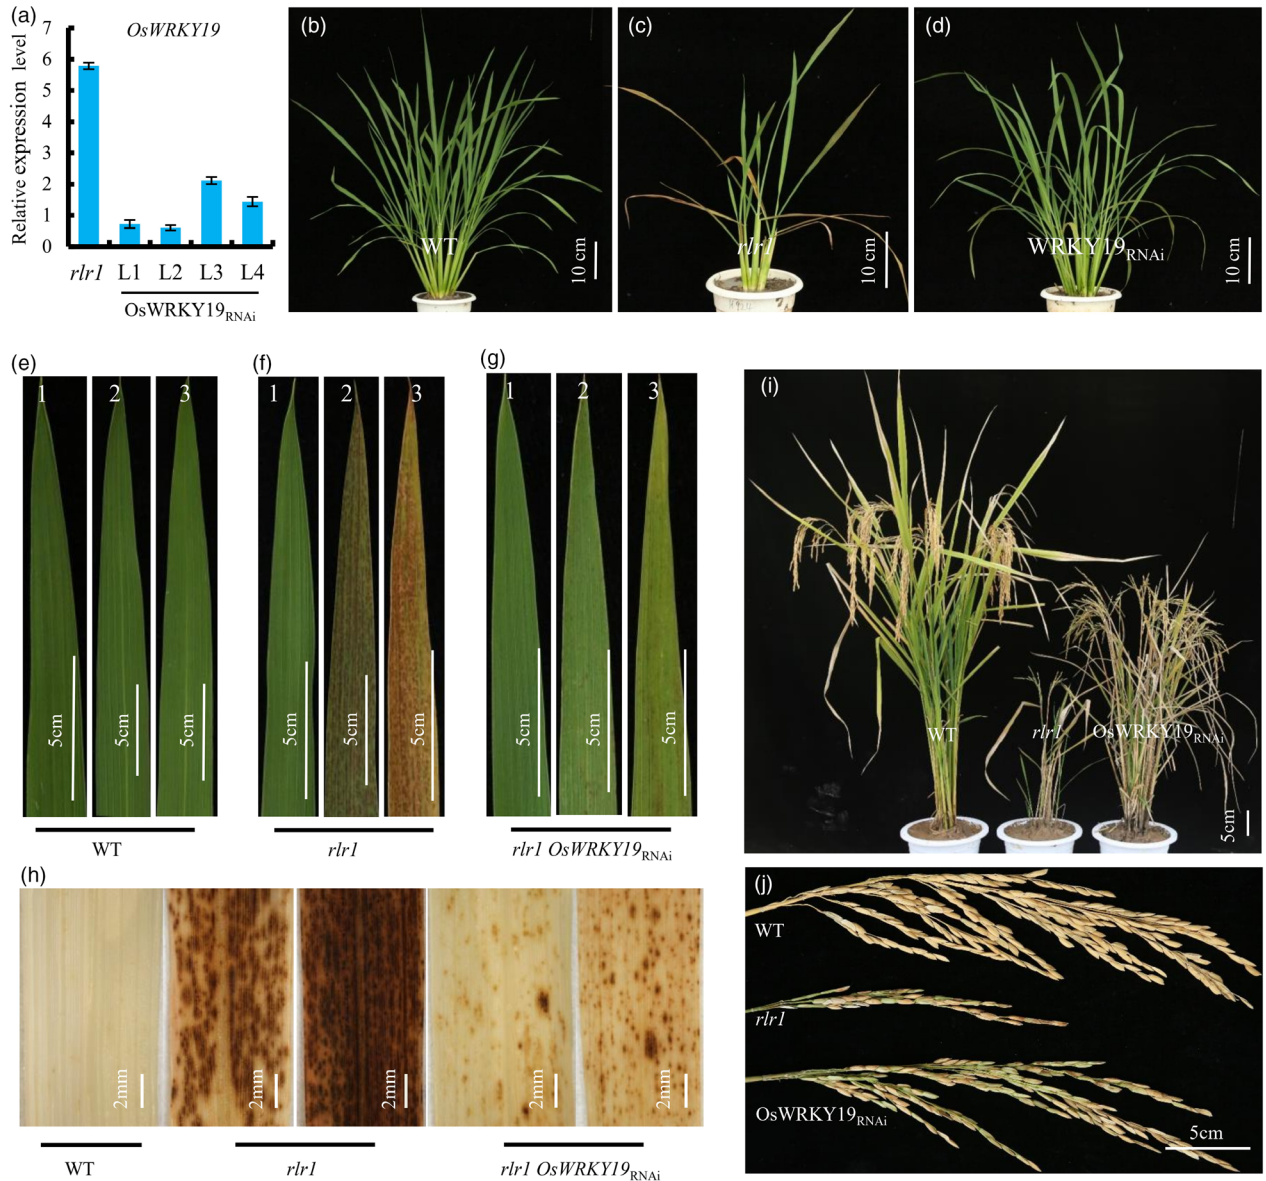 (a)
7
6
5
4
3
2
1
0
Relative expression level
OsWRKY19
rlr1 L1 L2 L3 L4
OsWRKY19RNAi
(b)
WT
10 cm
(c)
rlr1
10 cm
(d)
WRKY19RNAi
10 cm
(e)
1 2 3
5cm 5cm 5cm
WT
(f)
1 2 3
5cm 5cm 5cm
rlr1
(g)
1 2 3
5cm 5cm 5cm
rlr1 OsWRKY19RNAi
(h)
2mm 2mm 2mm 2mm 2mm
WT rlr1 rlr1 OsWRKY19RNAi
(i)
WT rlr1 OsWRKY19RNAi
5cm
(j)
WT
rlr1
OsWRKY19RNAi
5cm